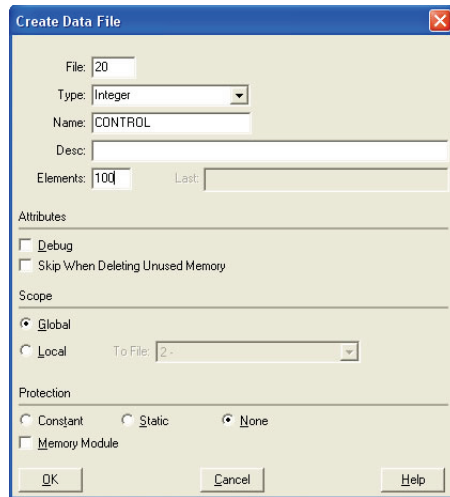 Create Data File
File: 20
Type: Integer
Name: CONTROL
Desc:
Elements: 100 Last:
Attributes
Debug
Skip When Deleting Unused Memory
Scope
Global
Local To File: 2 -
Protection
Constant Static None
Memory Module
OK Cancel Help